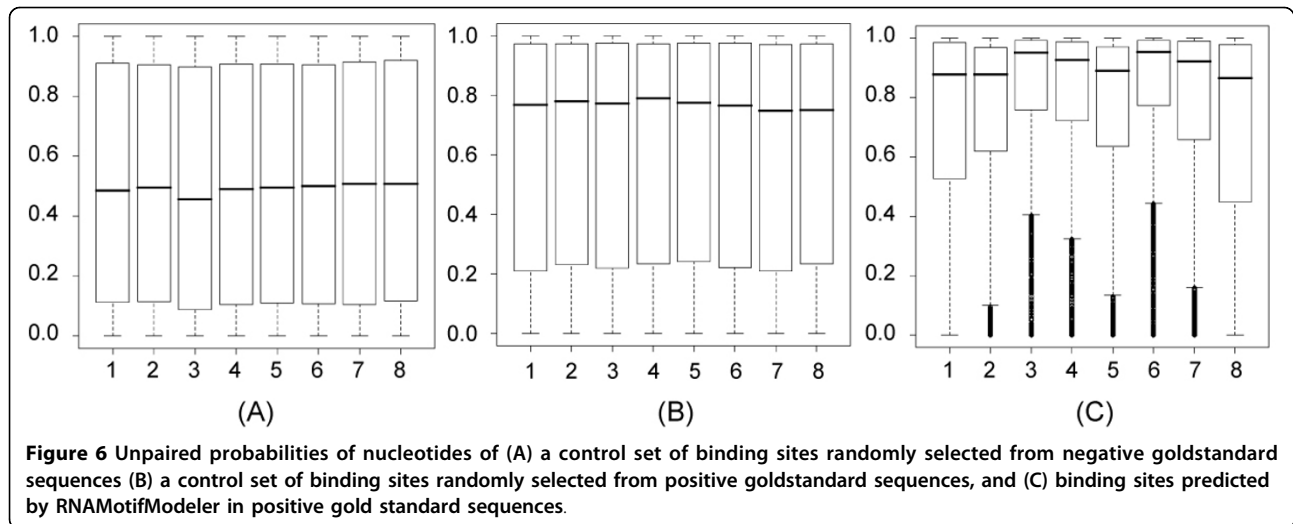 1.0
0.8
0.6
0.4
0.2
0.0
1 2 3 4 5 6 7 8
(A)
1.0
0.8
0.6
0.4
0.2
0.0
1 2 3 4 5 6 7 8
(B)
1.0
0.8
0.6
0.4
0.2
0.0
1 2 3 4 5 6 7 8
(C)
Figure 6 Unpaired probabilities of nucleotides of (A) a control set of binding sites randomly selected from negative goldstandard
sequences (B) a control set of binding sites randomly selected from positive goldstandard sequences, and (C) binding sites predicted
by RNAMotifModeler in positive gold standard sequences.